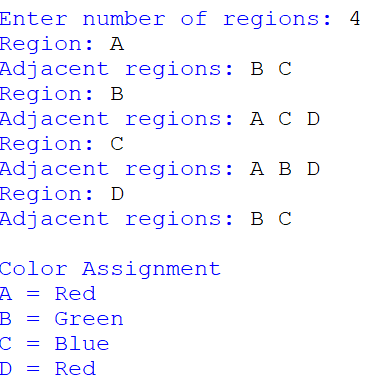 Enter number of regions: 4
Region: A
Adjacent regions: B C
Region: B
Adjacent regions: A C D
Region: C
Adjacent regions: A B D
Region: D
Adjacent regions: B C

Color Assignment
A = Red
B = Green
C = Blue
D = Red